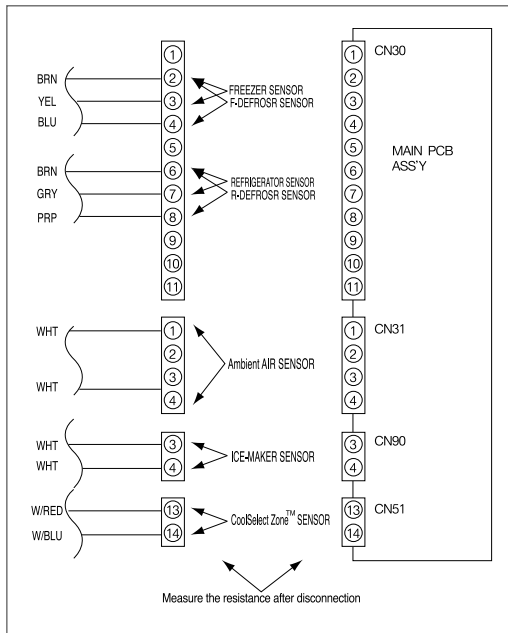 ① ① CN30
BRN ② ②
FREEZER SENSOR
YEL ③ ③
F-DEFROSR SENSOR
BLU ④ ④
⑤ ⑤
MAIN PCB
ASS'Y
BRN ⑥ ⑥
REFRIGERATOR SENSOR
GRY ⑦ ⑦
R-DEFROSR SENSOR
PRP ⑧ ⑧
⑨ ⑨
⑩ ⑩
⑪ ⑪
WHT ① ① CN31
② ②
Ambient AIR SENSOR
③ ③
WHT ④ ④
WHT ③ ③ CN90
ICE-MAKER SENSOR
WHT ④ ④
W/RED ⑬ ⑬ CN51
CoolSelect Zone™ SENSOR
W/BLU ⑭ ⑭
Measure the resistance after disconnection